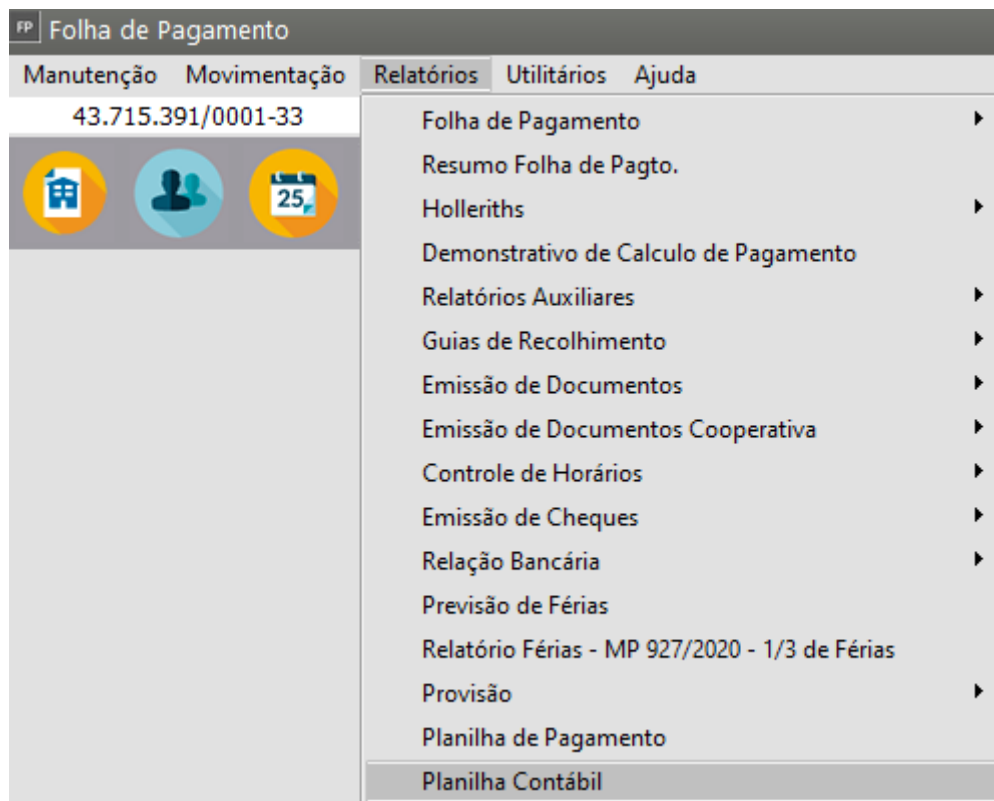 FP Folha de Pagamento
Manutenção Movimentação Relatórios Utilitários Ajuda
43.715.391/0001-33
25
Folha de Pagamento
Resumo Folha de Pagto.
Holleriths
Demonstrativo de Calculo de Pagamento
Relatórios Auxiliares
Guias de Recolhimento
Emissão de Documentos
Emissão de Documentos Cooperativa
Controle de Horários
Emissão de Cheques
Relação Bancária
Previsão de Férias
Relatório Férias - MP 927/2020 - 1/3 de Férias
Provisão
Planilha de Pagamento
Planilha Contábil